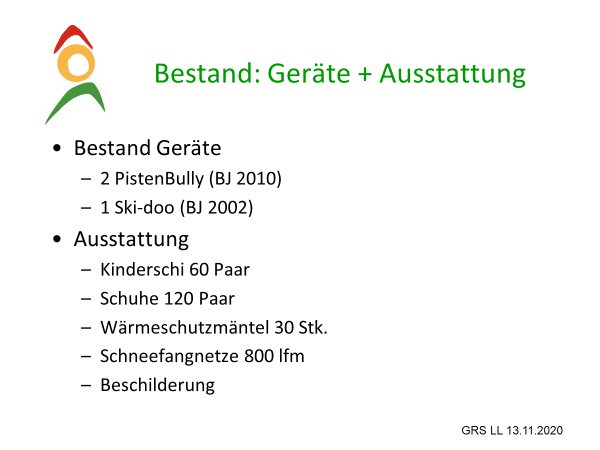 Bestand: Geräte + Ausstattung
• Bestand Geräte
– 2 PistenBully (BJ 2010)
– 1 Ski-doo (BJ 2002)
• Ausstattung
– Kinderschi 60 Paar
– Schuhe 120 Paar
– Wärmeschutzmäntel 30 Stk.
– Schneefangnetze 800 lfm
– Beschilderung
GRS LL 13.11.2020